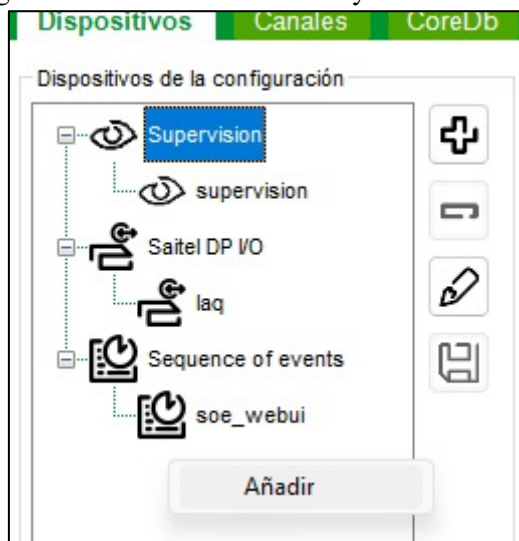 Dispositivos Canales CoreDb
Dispositivos de la configuración
Supervision
supervision
Saitel DP I/O
laq
Sequence of events
soe_webui
Añadir